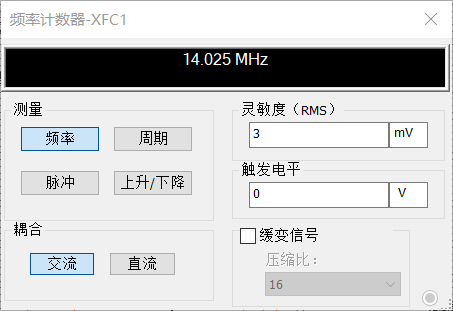 频率计数器-XFC1
14.025 MHz
测量
频率
周期
脉冲
上升/下降
耦合
交流
直流
灵敏度（RMS）
3 mV
触发电平
0 V
缓变信号
压缩比：
16